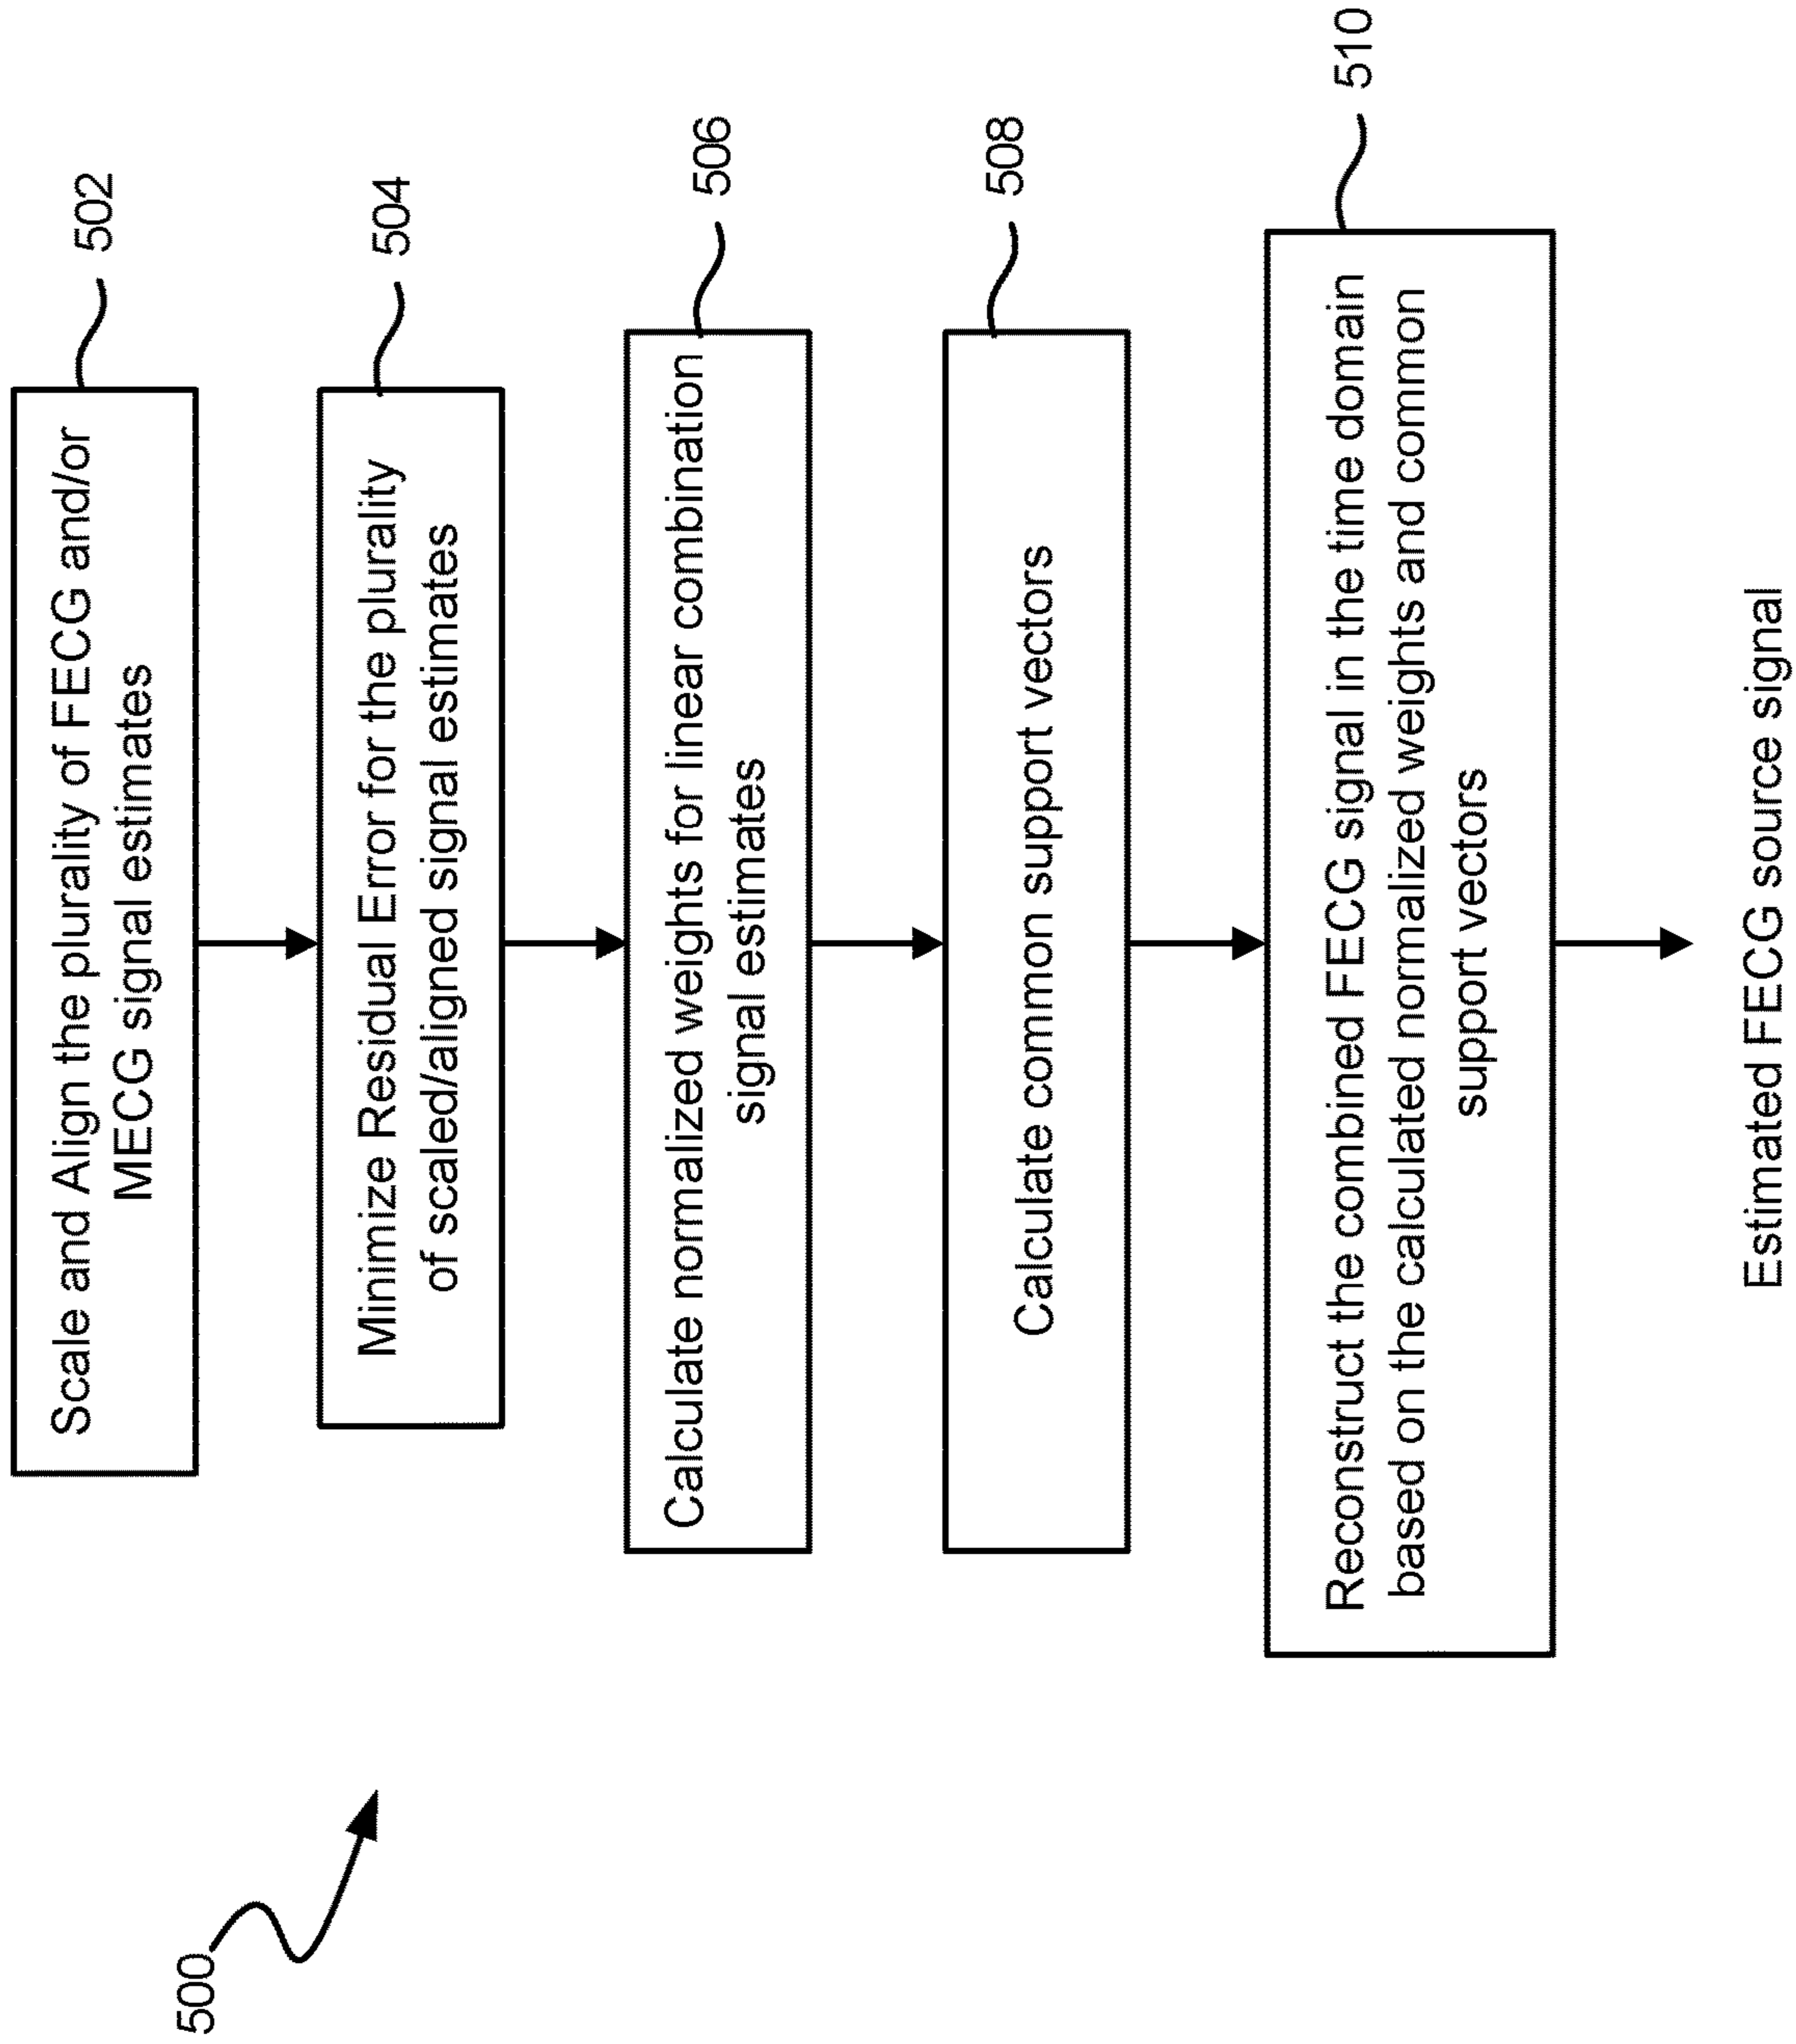 500
Scale and Align the plurality of FECG and/or
MECG signal estimates
502
Minimize Residual Error for the plurality
of scaled/aligned signal estimates
504
Calculate normalized weights for linear combination
signal estimates
506
Calculate common support vectors
508
Reconstruct the combined FECG signal in the time domain
based on the calculated normalized weights and common
support vectors
510
Estimated FECG source signal